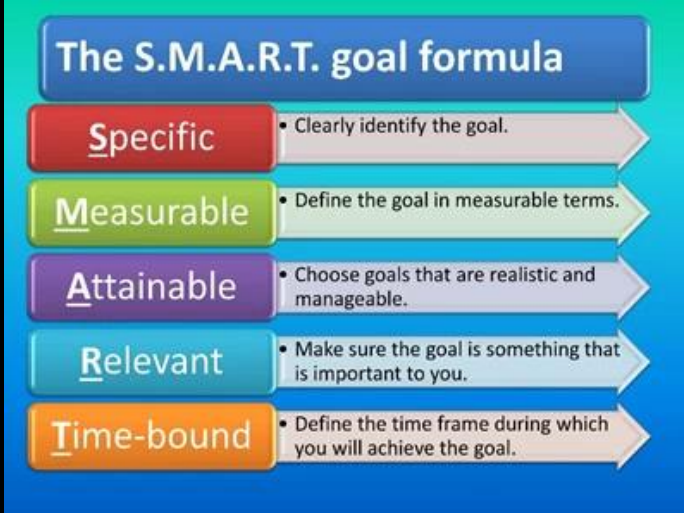 The S.M.A.R.T. goal formula
Specific
• Clearly identify the goal.
Measurable
• Define the goal in measurable terms.
Attainable
• Choose goals that are realistic and
manageable.
Relevant
• Make sure the goal is something that
is important to you.
Time-bound
• Define the time frame during which
you will achieve the goal.